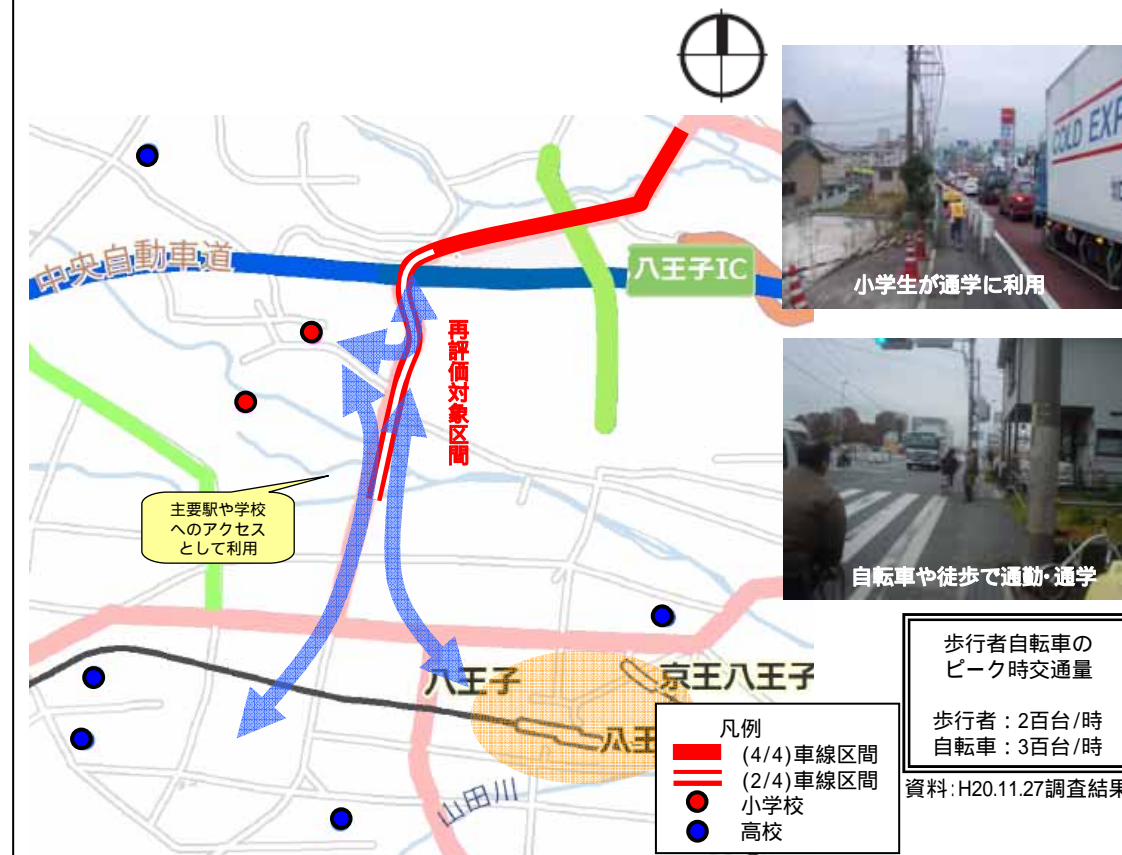 COLD EXP
小学生が通学に利用
中央自動車道
八王子IC
再評価対象区間
自転車や徒歩で通勤・通学
主要駅や学校
へのアクセス
として利用
八王子
京王八王子
八王
山田川
凡例
(4/4)車線区間
(2/4)車線区間
小学校
高校
歩行者自転車の
ピーク時交通量
歩行者：2百台/時
自転車：3百台/時
資料：H20.11.27調査結果